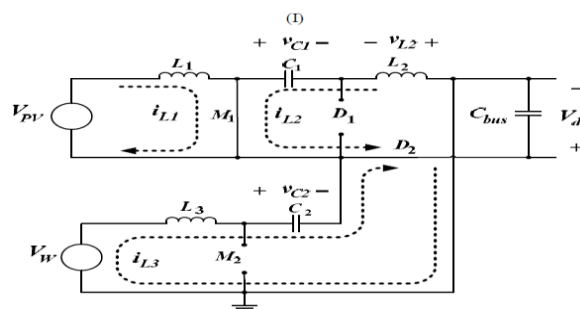 (I)
+ vC1 − − vL2 +
L1 C1 L2
VPV iL1 M1 iL2 D1 Cbus − Vd
D2 +
+ vC2 −
L3 C2
VW iL3 M2